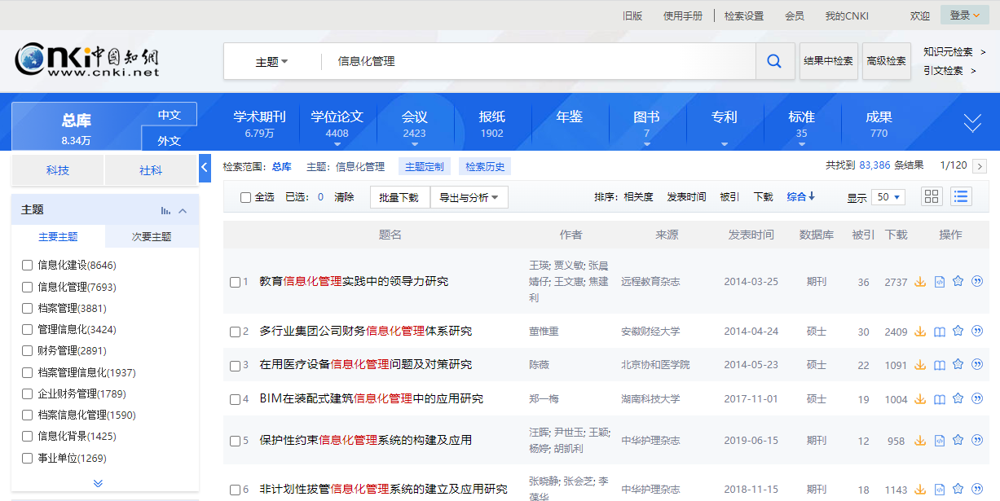 旧版 使用手册 检索设置 会员 我的CNKI 欢迎 登录
Cnki中国知网
www.cnki.net
主题 信息化管理 结果中检索 高级检索
知识元检索 >
引文检索 >
总库
8.34万
中文
外文
学术期刊 学位论文 会议 报纸 年鉴 图书 专利 标准 成果
6.79万 4408 2423 1902 7 35 770
科技 社科
检索范围: 总库 主题: 信息化管理 主题定制 检索历史 共找到 83,386 条结果 1/120 >
全选 已选: 0 清除 批量下载 导出与分析 排序: 相关度 发表时间 被引 下载 综合 显示 50
主题
主要主题 次要主题
信息化建设(8646)
信息化管理(7693)
档案管理(3881)
管理信息化(3424)
财务管理(2891)
档案管理信息化(1937)
企业财务管理(1789)
档案信息化管理(1590)
信息化背景(1425)
事业单位(1269)
题名 作者 来源 发表时间 数据库 被引 下载 操作
1 教育信息化管理实践中的领导力研究 王瑛; 贾义敏; 张晨
婧仔; 王文惠; 焦建
利 远程教育杂志 2014-03-25 期刊 36 2737
2 多行业集团公司财务信息化管理体系研究 董惟重 安徽财经大学 2014-04-24 硕士 30 2409
3 在用医疗设备信息化管理问题及对策研究 陈薇 北京协和医学院 2014-05-23 硕士 22 1091
4 BIM在装配式建筑信息化管理中的应用研究 郑一梅 湖南科技大学 2017-11-01 硕士 19 1004
5 保护性约束信息化管理系统的构建及应用 汪晖; 尹世玉; 王颖;
杨婷; 胡凯利 中华护理杂志 2019-06-15 期刊 12 958
6 非计划性拔管信息化管理系统的建立及应用研究 张晓静; 张会芝; 李
葆华 中华护理杂志 2018-11-15 期刊 18 1143